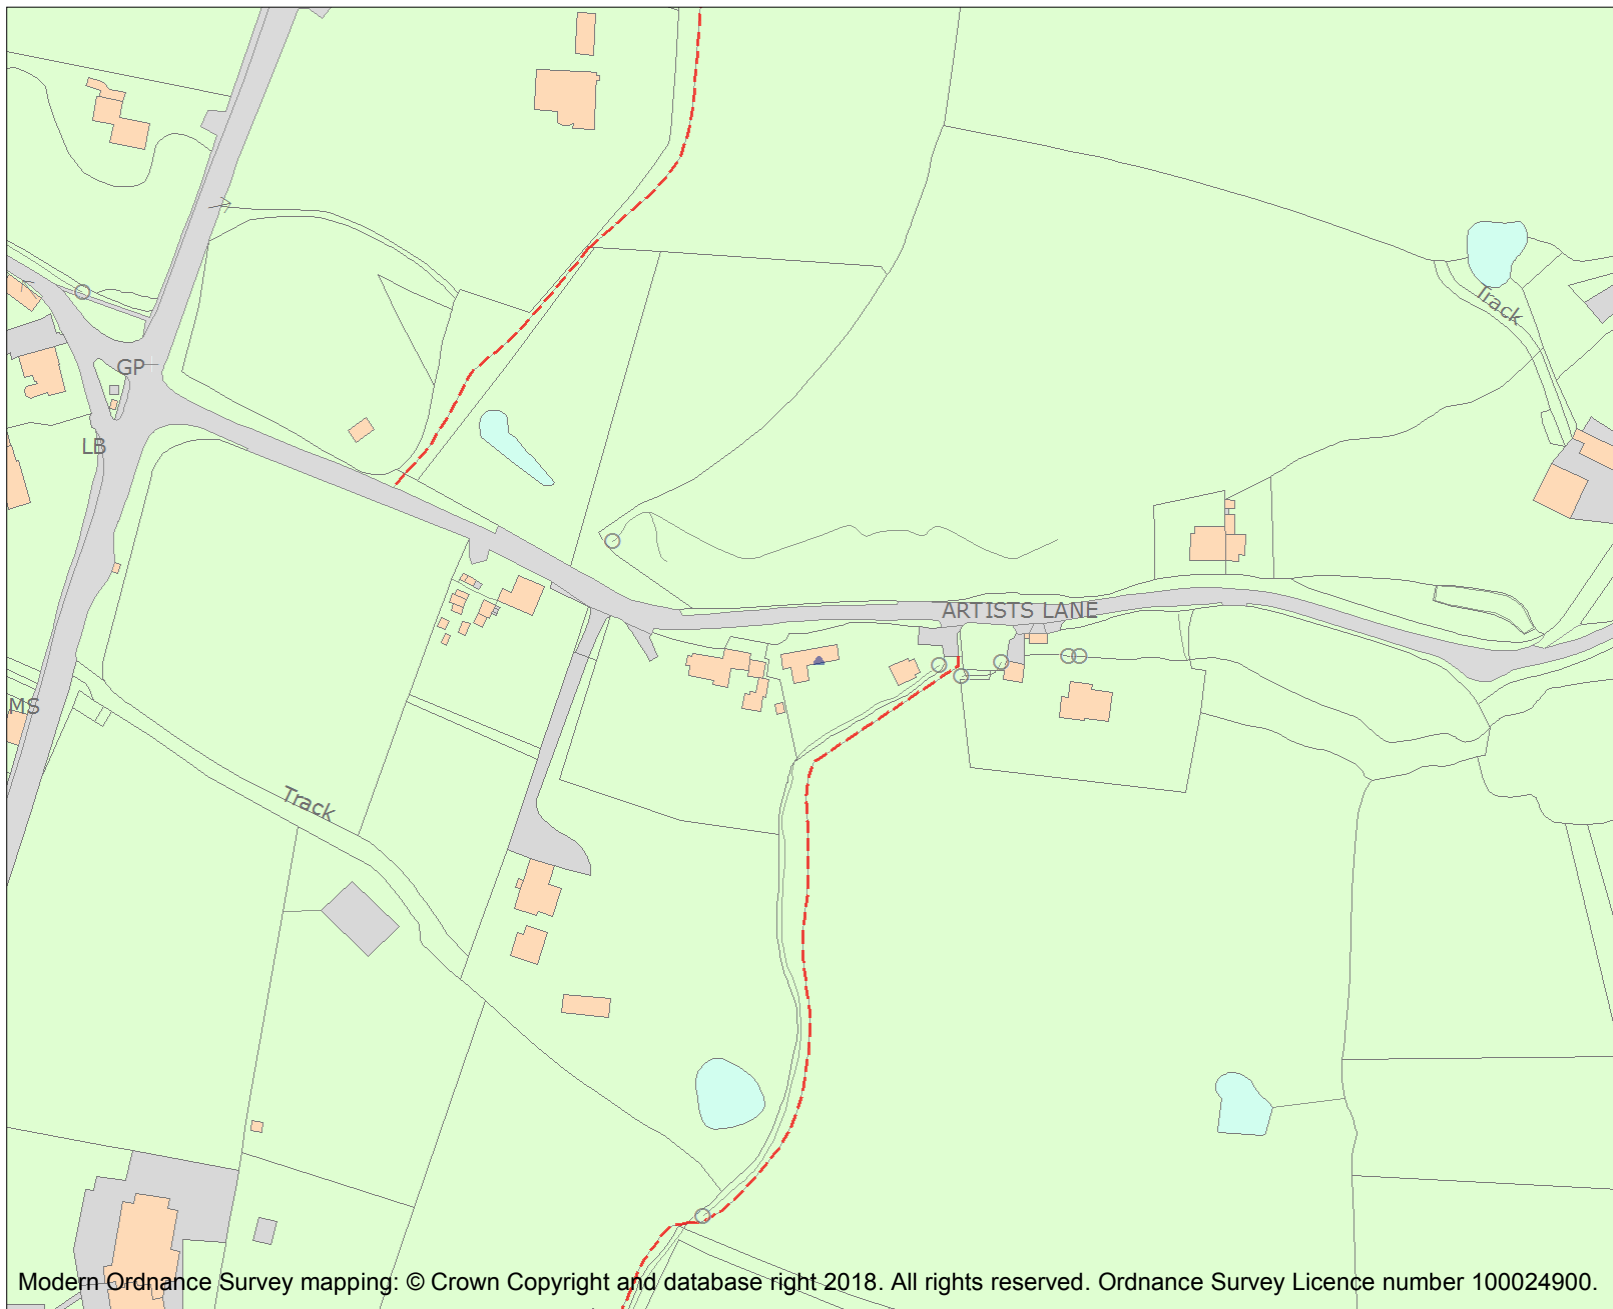 Track
GP
LB
ARTISTS LANE
MS
Track
Modern Ordnance Survey mapping: © Crown Copyright and database right 2018. All rights reserved. Ordnance Survey Licence number 100024900.